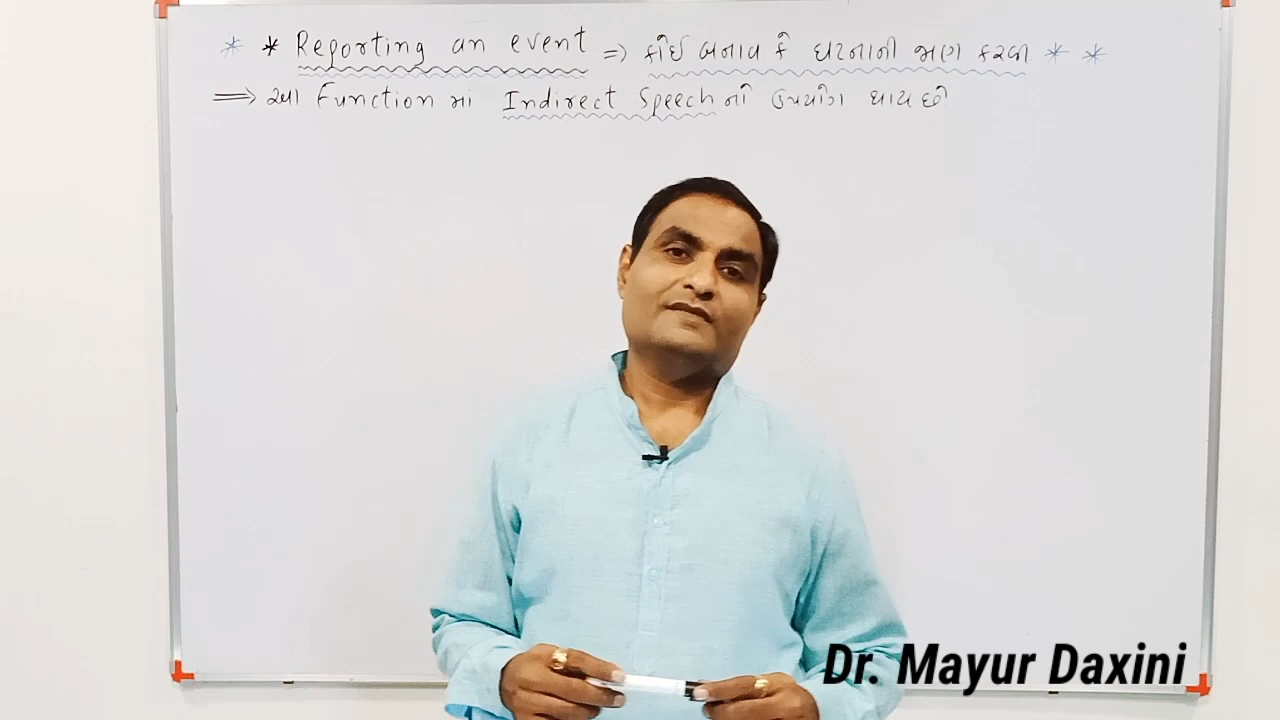 * * Reporting an event => કોઈ બનાવ કે ઘટનાની જાણ કરવી * *
=> આ Function માં Indirect Speech નો ઉપયોગ થાય છે.
Dr. Mayur Daxini